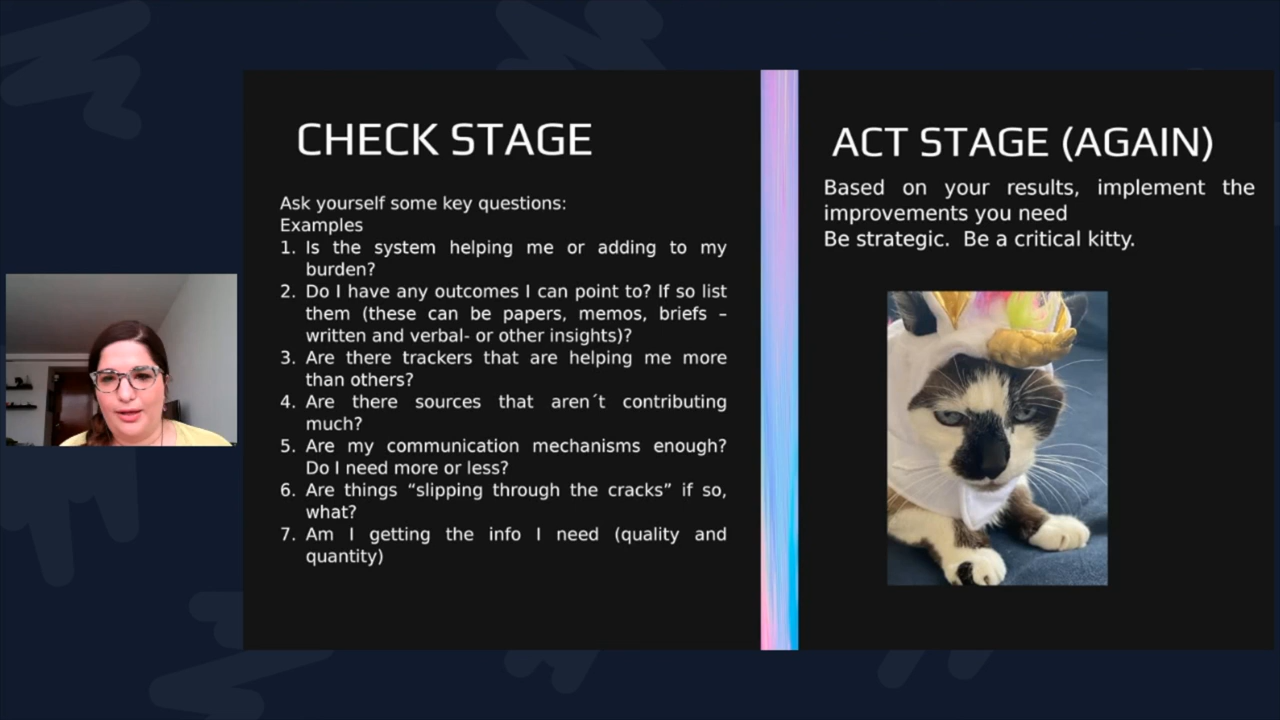 CHECK STAGE
Ask yourself some key questions:
Examples
1. Is the system helping me or adding to my
burden?
2. Do I have any outcomes I can point to? If so list
them (these can be papers, memos, briefs –
written and verbal- or other insights)?
3. Are there trackers that are helping me more
than others?
4. Are there sources that aren´t contributing
much?
5. Are my communication mechanisms enough?
Do I need more or less?
6. Are things “slipping through the cracks” if so,
what?
7. Am I getting the info I need (quality and
quantity)
ACT STAGE (AGAIN)
Based on your results, implement the
improvements you need
Be strategic.  Be a critical kitty.